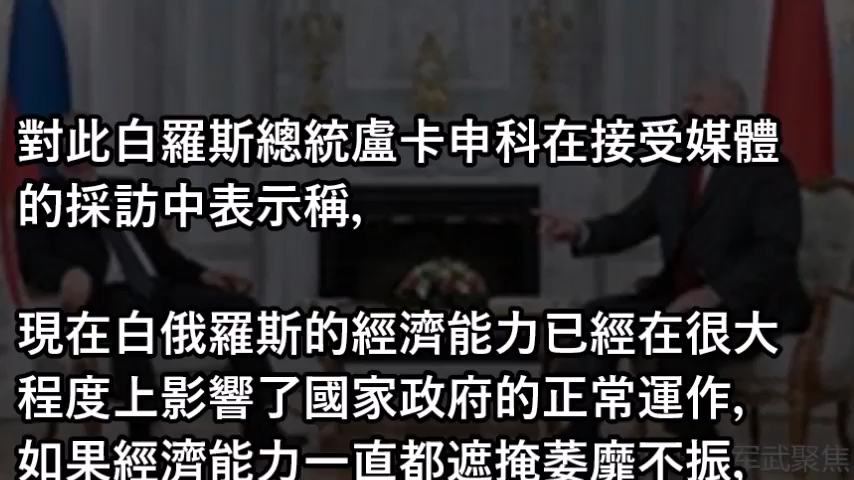 對此白羅斯總統盧卡申科在接受媒體
的採訪中表示稱,
現在白俄羅斯的經濟能力已經在很大
程度上影響了國家政府的正常運作,
如果經濟能力一直都遮掩萎靡不振,
军武聚焦